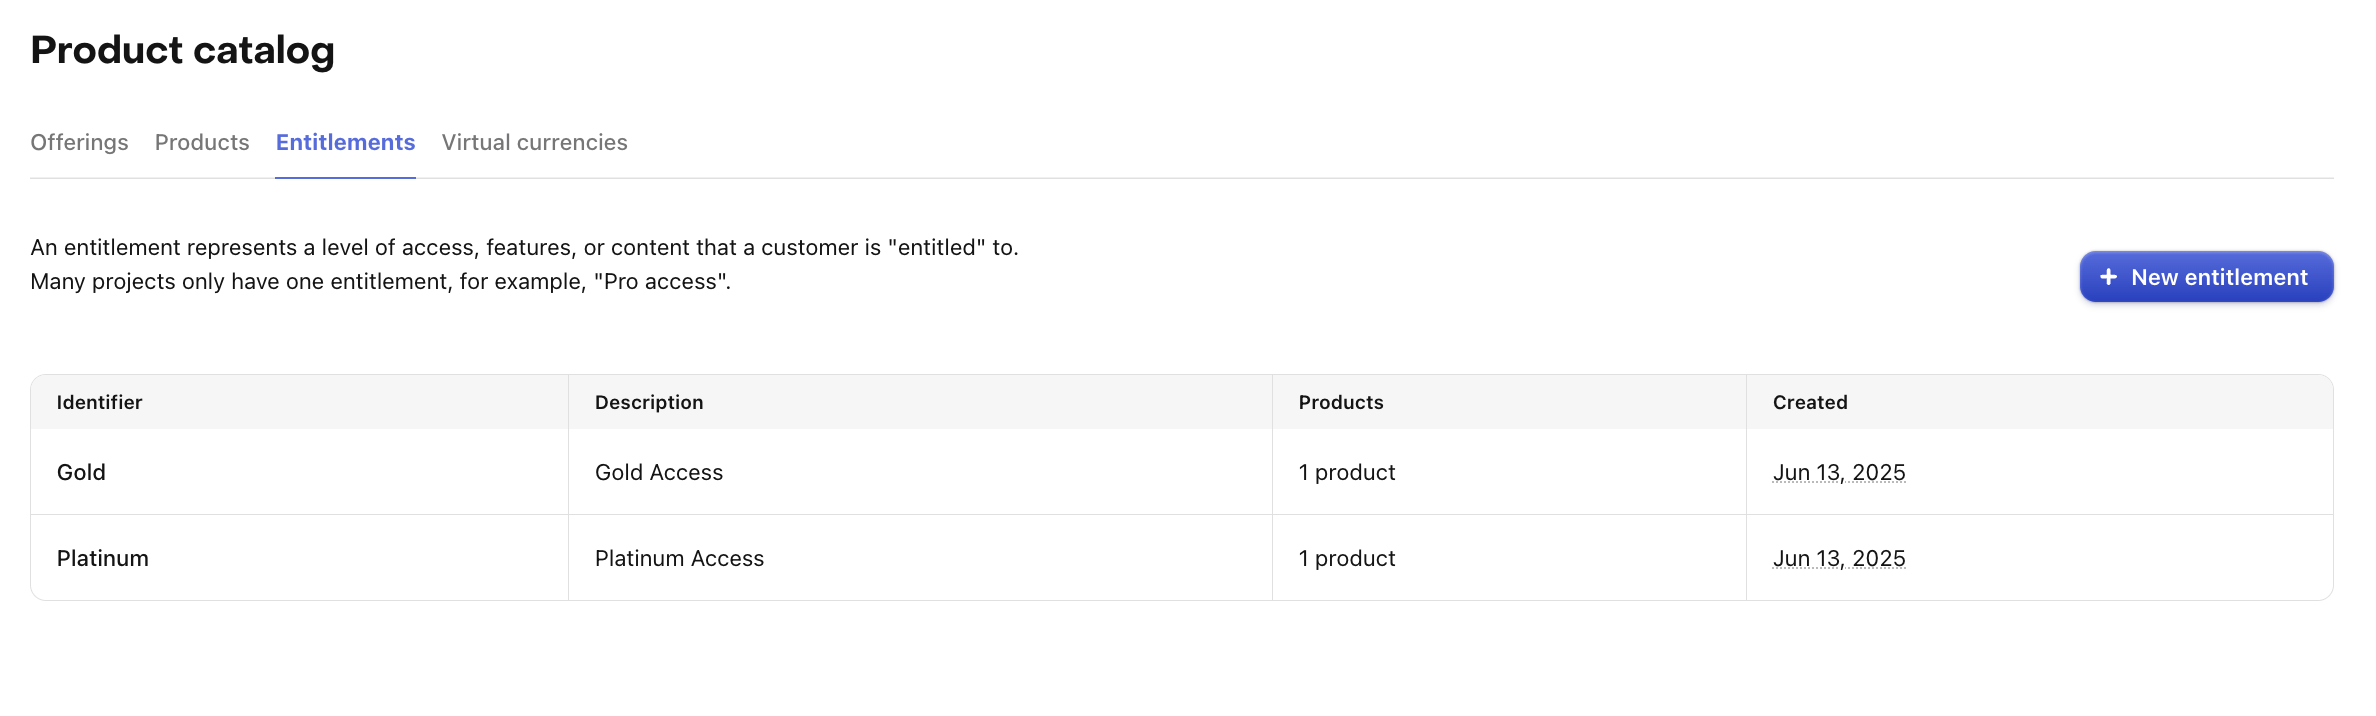 Product catalog
Offerings Products Entitlements Virtual currencies
An entitlement represents a level of access, features, or content that a customer is "entitled" to.
Many projects only have one entitlement, for example, "Pro access".
+ New entitlement
Identifier Description Products Created
Gold Gold Access 1 product Jun 13, 2025
Platinum Platinum Access 1 product Jun 13, 2025